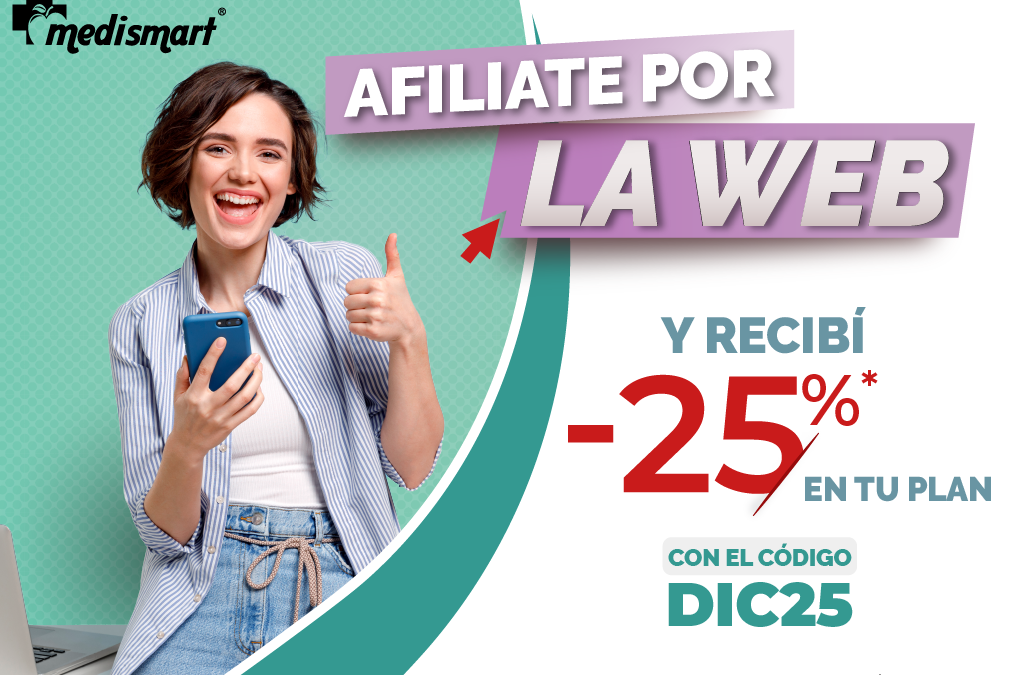 medismart®
AFILIATE POR
LA WEB
Y RECIBÍ
-25%*
EN TU PLAN
CON EL CÓDIGO
DIC25